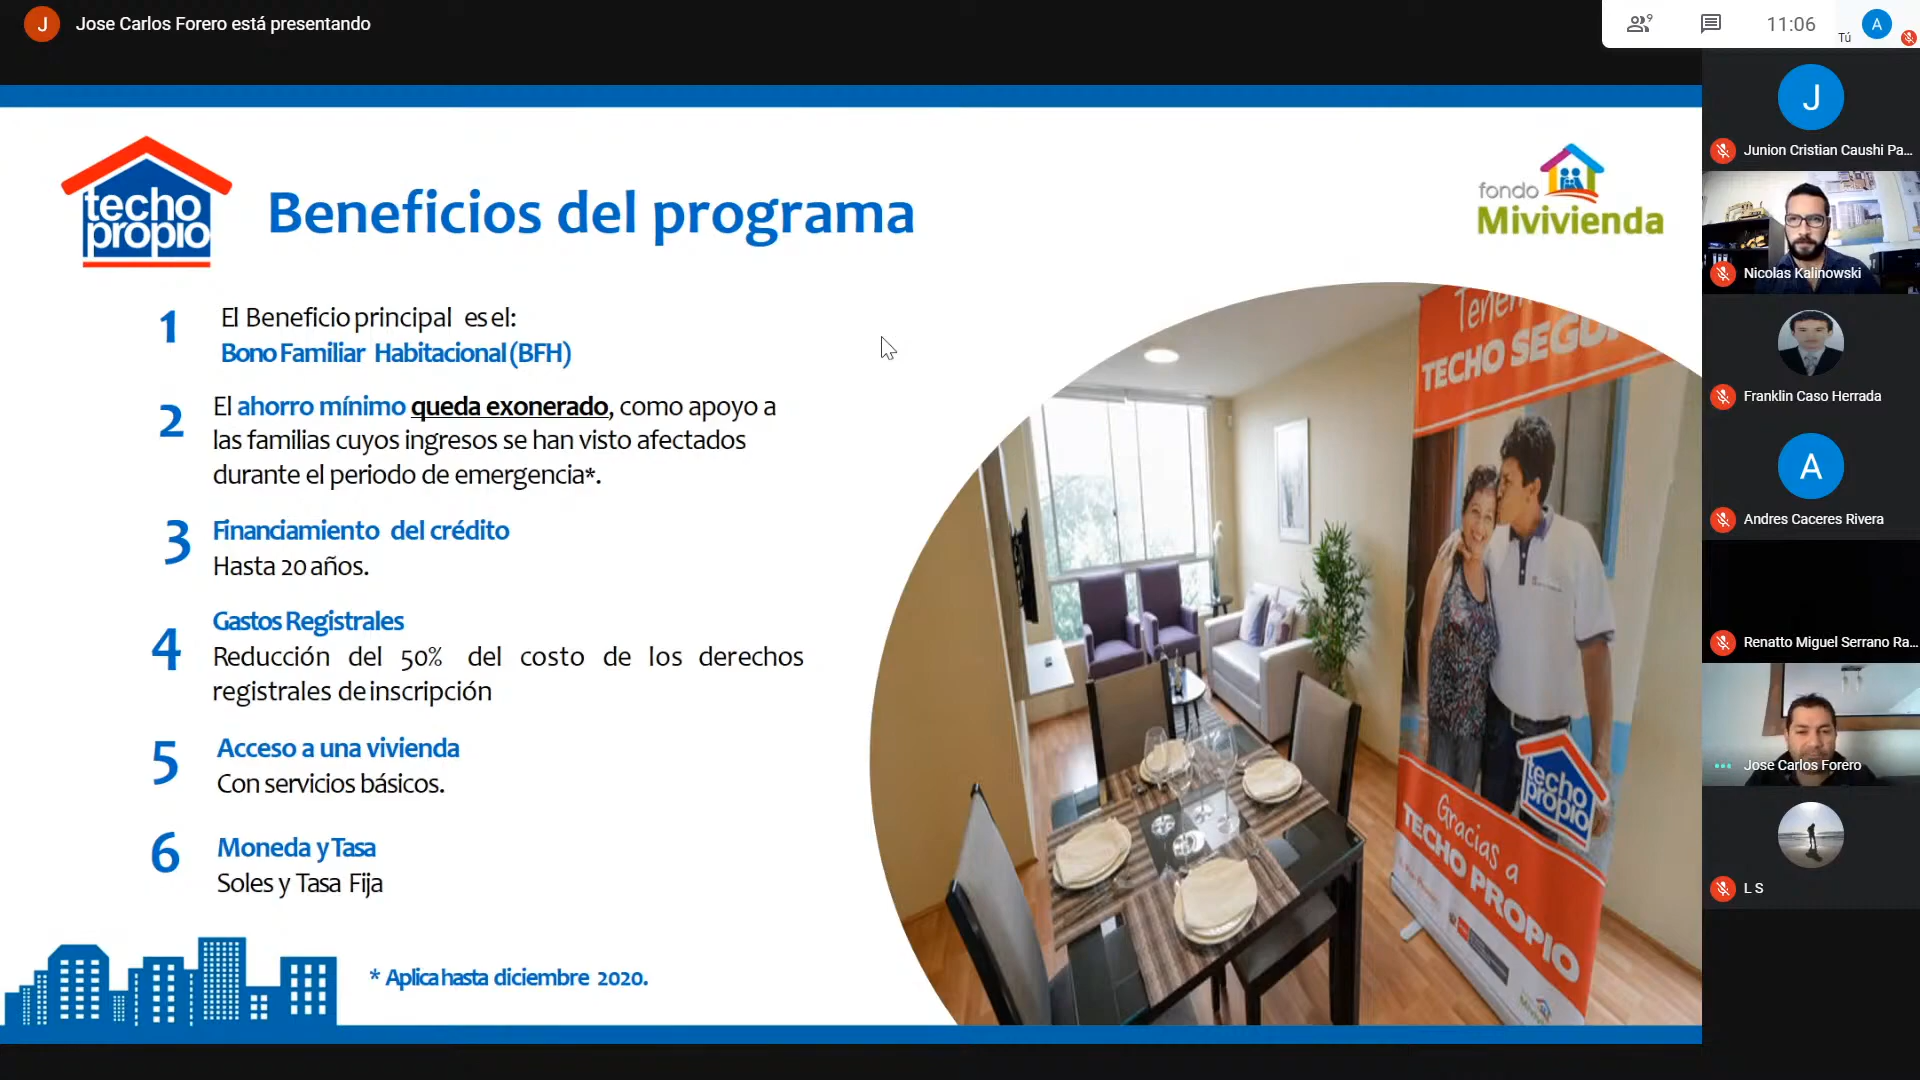 J
Jose Carlos Forero está presentando
9
11:06
Tú
A
techo
propio
Beneficios del programa
fondo
Mivivienda
1
El Beneficio principal es el:
Bono Familiar Habitacional (BFH)
2
El ahorro mínimo queda exonerado, como apoyo a
las familias cuyos ingresos se han visto afectados
durante el periodo de emergencia*.
3
Financiamiento del crédito
Hasta 20 años.
4
Gastos Registrales
Reducción del 50% del costo de los derechos
registrales de inscripción
5
Acceso a una vivienda
Con servicios básicos.
6
Moneda y Tasa
Soles y Tasa Fija
* Aplica hasta diciembre 2020.
TECHO
techo
propio
Gracias a
TECHO PROPIO
J
Junion Cristian Caushi Pa...
Nicolas Kalinowski
Franklin Caso Herrada
A
Andres Caceres Rivera
Renatto Miguel Serrano Ra...
Jose Carlos Forero
L S